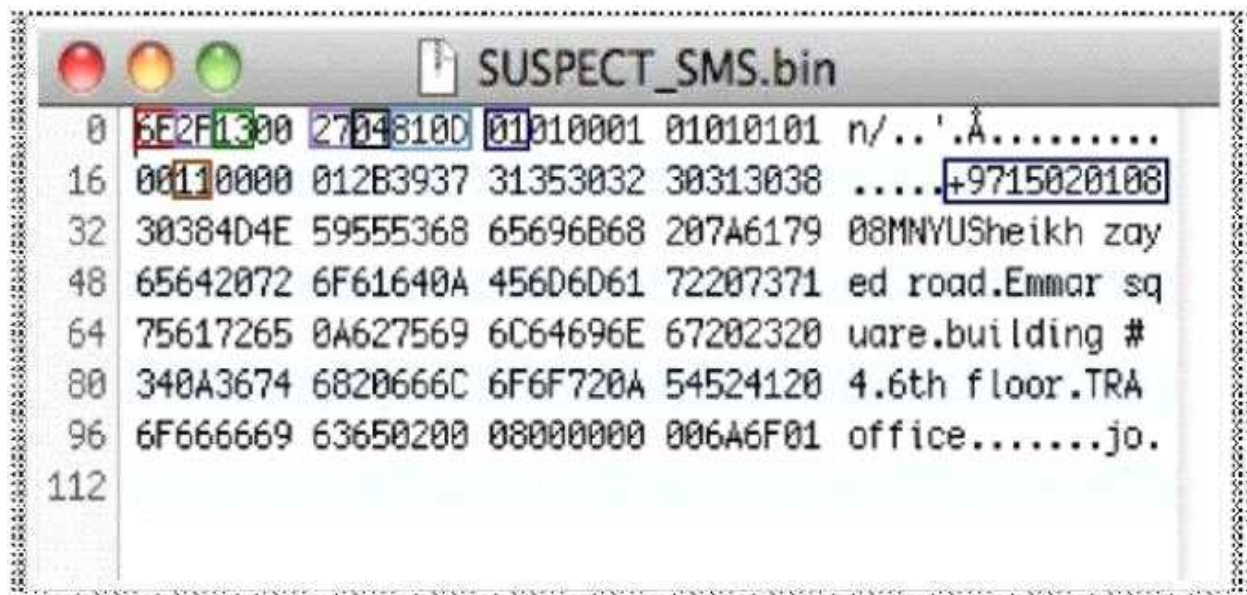 SUSPECT_SMS.bin
0 6E2F1300 2704810D 01010001 01010101 n/..'.Å.........
16 00110000 012B3937 31353032 30313038 .....+9715020108
32 30384D4E 59555368 65696B68 207A6179 08MNYUSheikh zay
48 65642072 6F61640A 456D6D61 72207371 ed road.Emmar sq
64 75617265 0A627569 6C64696E 67202320 uare.building #
80 340A3674 6820666C 6F6F720A 54524120 4.6th floor.TRA
96 6F666669 63650200 08000000 006A6F01 office.......jo.
112